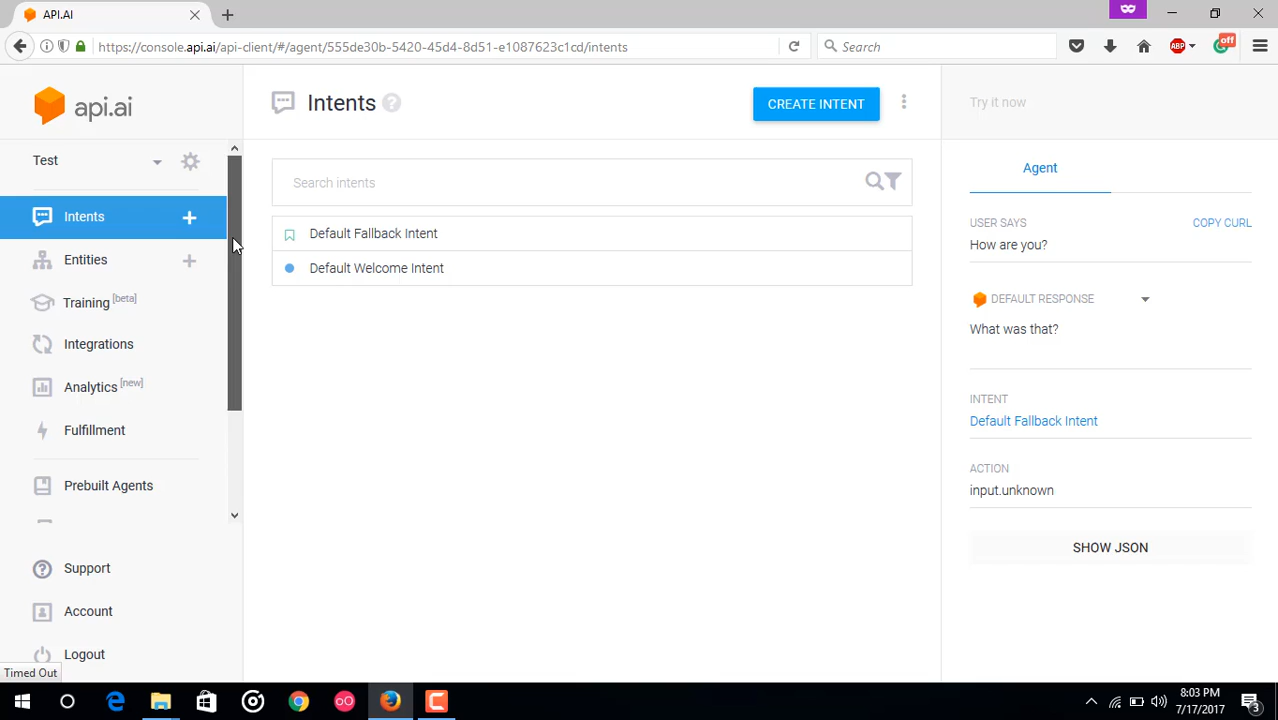 API.AI
https://console.api.ai/api-client/#/agent/555de30b-5420-45d4-8d51-e1087623c1cd/intents
Search
ABP
off
api.ai
Intents
CREATE INTENT
Try it now
Test
Search intents
Agent
Intents
Default Fallback Intent
USER SAYS
COPY CURL
How are you?
Entities
Default Welcome Intent
Training [beta]
DEFAULT RESPONSE
What was that?
Integrations
Analytics [new]
INTENT
Default Fallback Intent
Fulfillment
ACTION
input.unknown
Prebuilt Agents
SHOW JSON
Support
Account
Logout
Timed Out
8:03 PM
7/17/2017
3